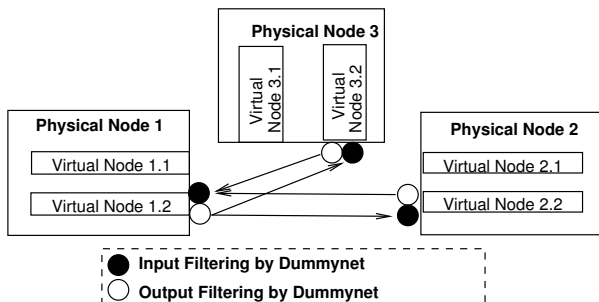 Physical Node 3
Virtual
Node 3.1
Virtual
Node 3.2
Physical Node 1
Virtual Node 1.1
Virtual Node 1.2
Physical Node 2
Virtual Node 2.1
Virtual Node 2.2
Input Filtering by Dummynet
Output Filtering by Dummynet